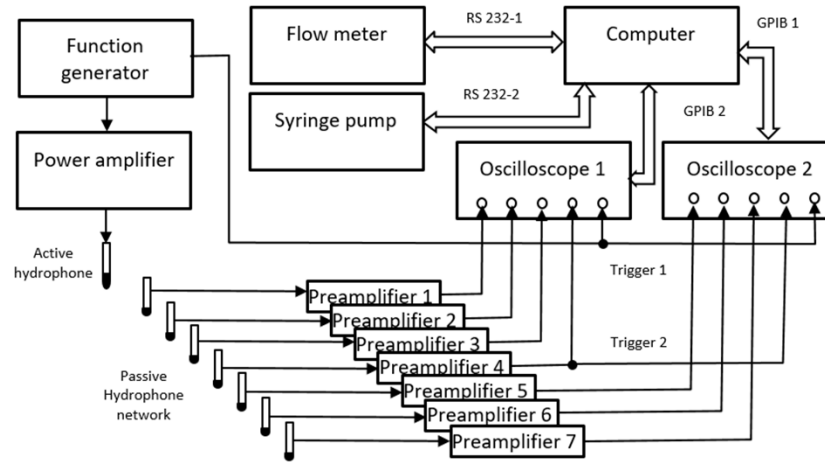 Function
generator
Flow meter
RS 232-1
Computer
GPIB 1
Power amplifier
Syringe pump
RS 232-2
GPIB 2
Oscilloscope 1
Oscilloscope 2
Active
hydrophone
Trigger 1
Preamplifier 1
Preamplifier 2
Preamplifier 3
Trigger 2
Preamplifier 4
Passive
Hydrophone
network
Preamplifier 5
Preamplifier 6
Preamplifier 7